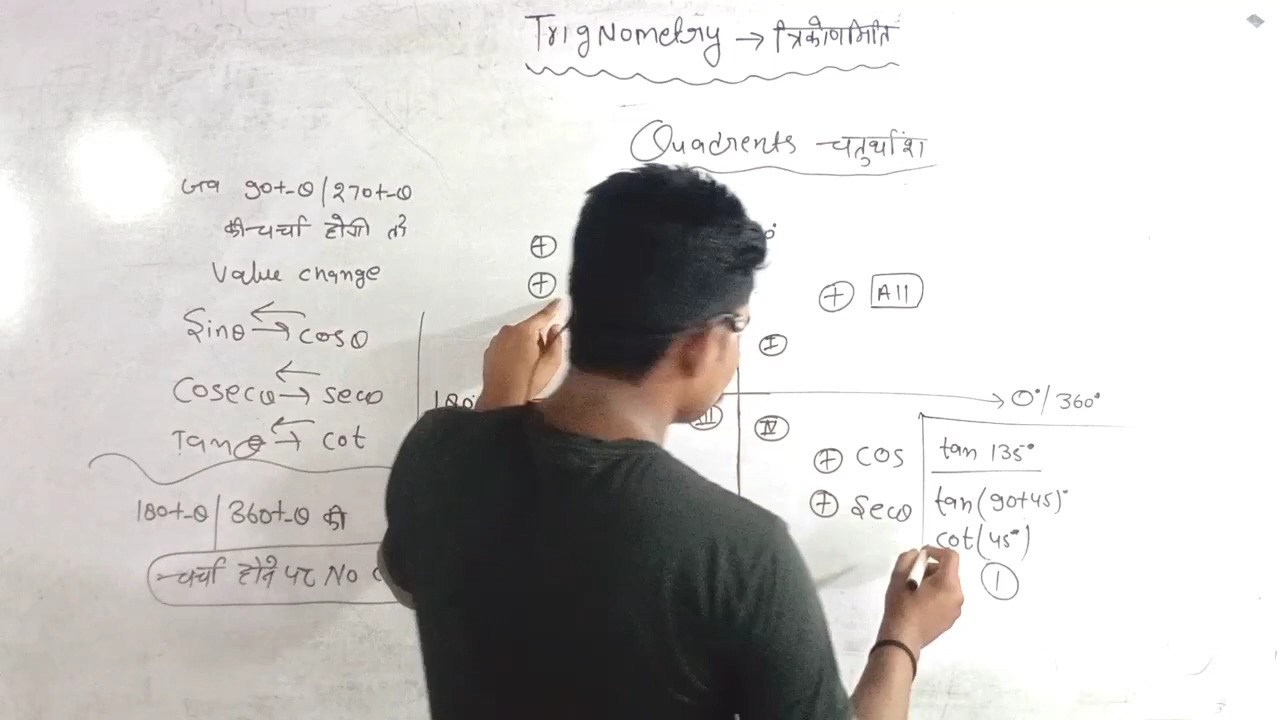 TrigNometry → त्रिकोणमिति
Quadrents - चतुर्थांश
जब 90+-θ / 270+-θ
की चर्चा होगी तो
Value change
Sinθ ⇄ cosθ
Cosecθ ⇄ secθ
Tanθ ⇄ cot
180+-θ / 360+-θ की
चर्चा होने पर No
+
+
+ All
I
180°
0°/360°
III
IV
+ cos
+ Secθ
tan 135°
tan(90+45)°
cot(45°)
1